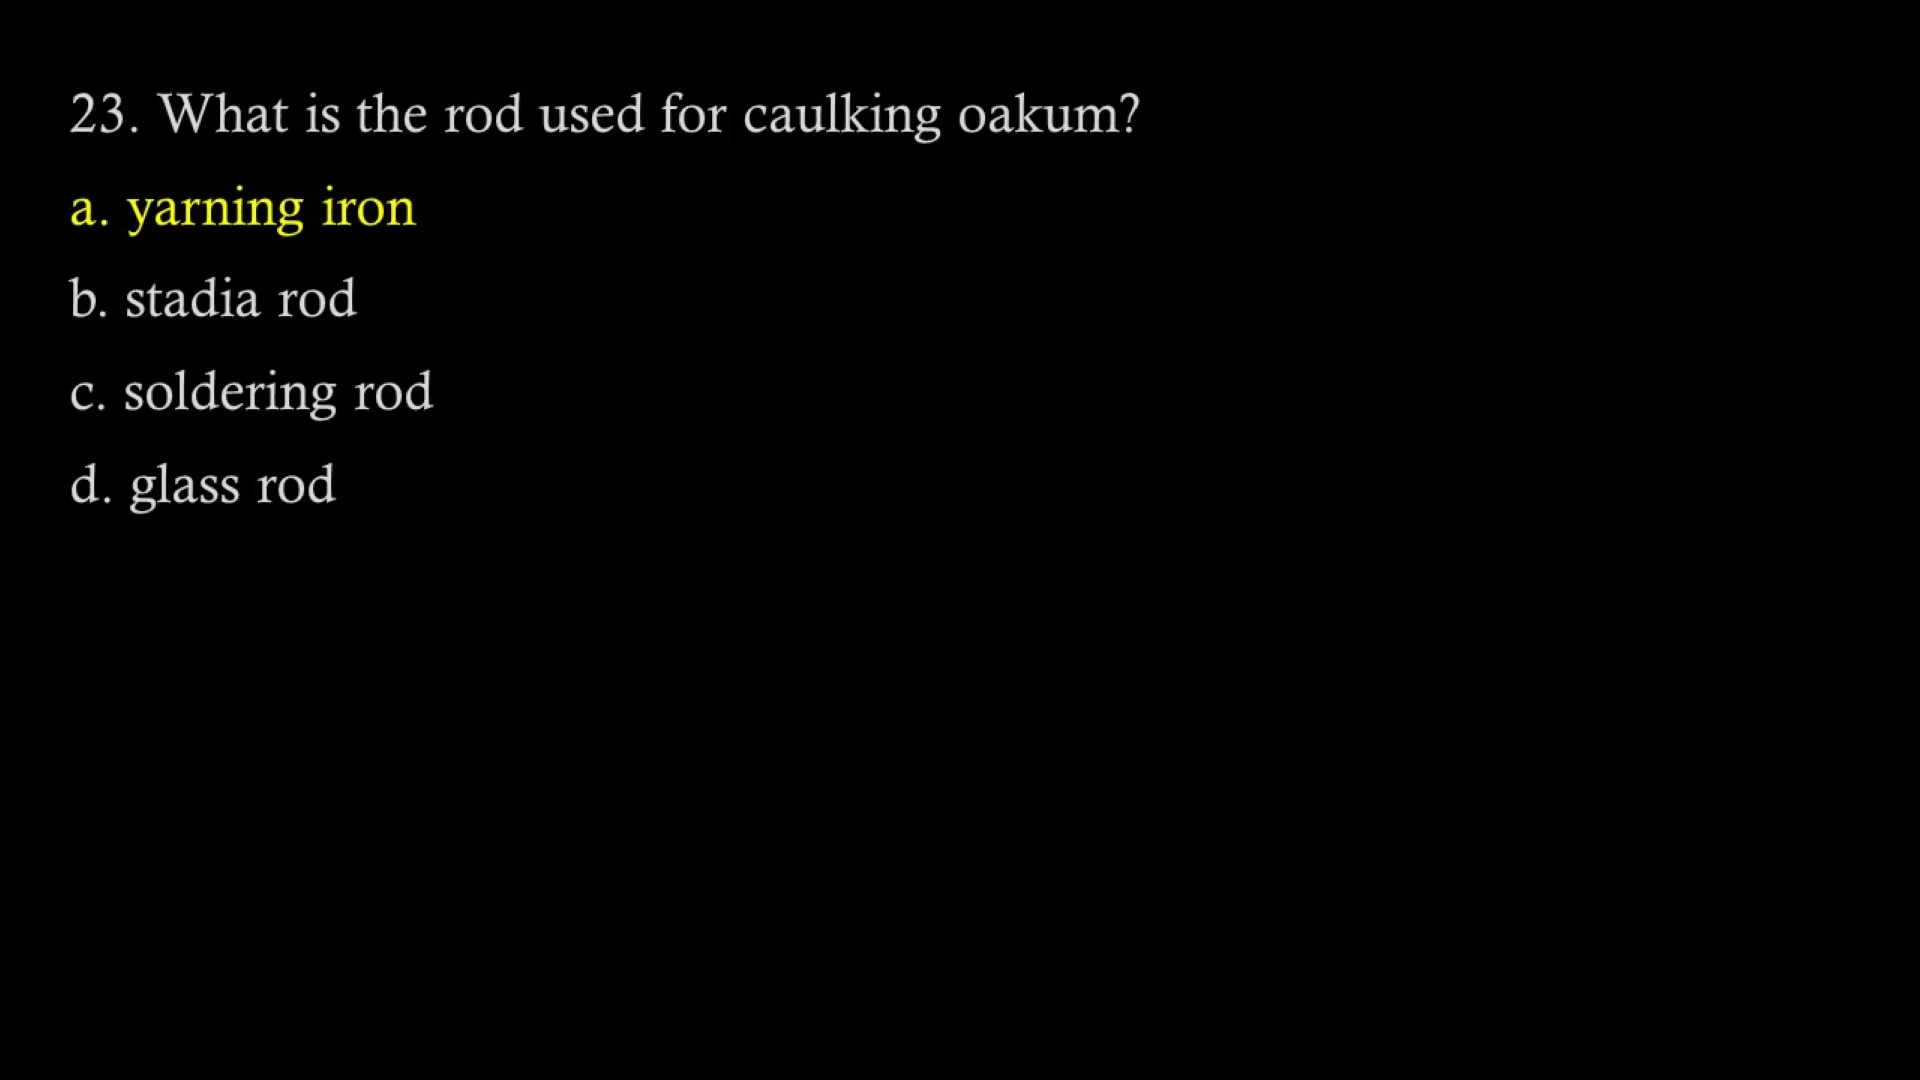 23. What is the rod used for caulking oakum?
a. yarning iron
b. stadia rod
c. soldering rod
d. glass rod